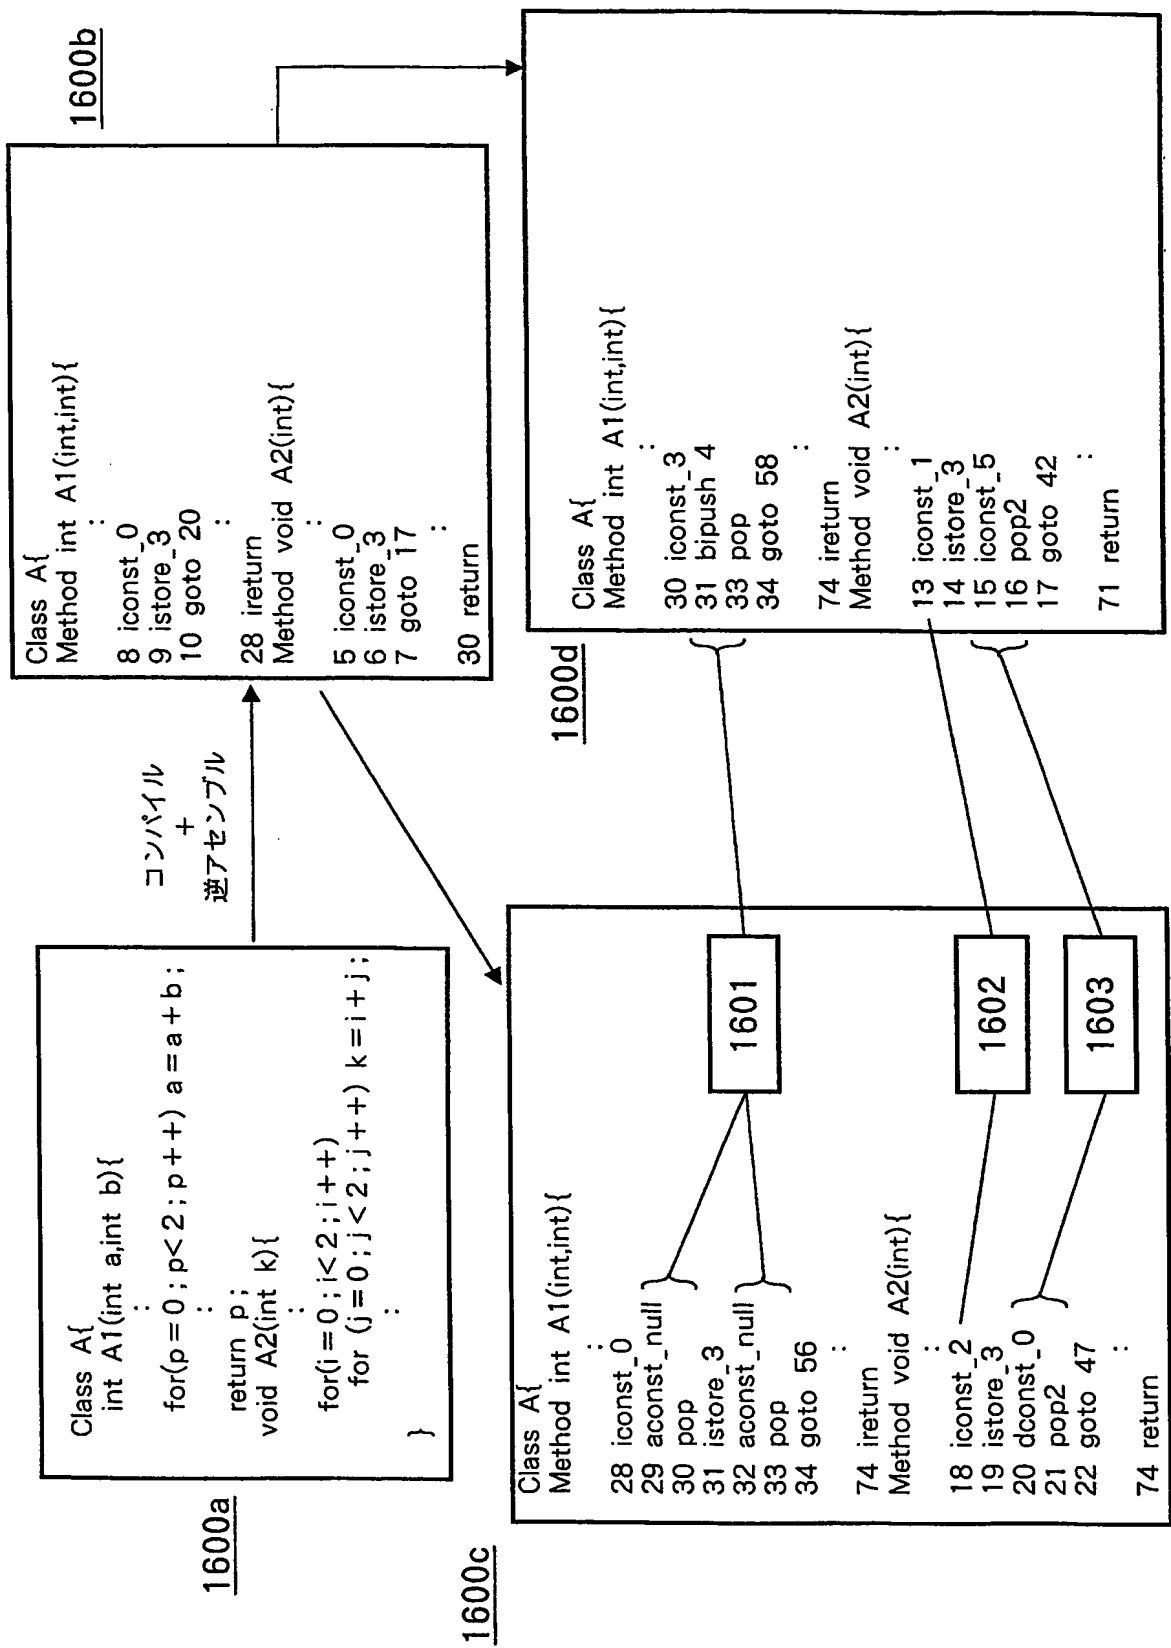 1600a
Class A{
int A1(int a,int b){
:
for(p=0;p<2;p++) a=a+b;
:
return p;
void A2(int k){
:
for(i=0;i<2;i++)
for (j=0;j<2;j++) k=i+j;
:
}
コンパイル
+
逆アセンブル
1600b
Class A{
Method int A1(int,int){
:
8 iconst_0
9 istore_3
10 goto 20
:
28 ireturn
Method void A2(int){
:
5 iconst_0
6 istore_3
7 goto 17
:
30 return
1600c
Class A{
Method int A1(int,int){
:
28 iconst_0
29 aconst_null
30 pop
31 istore_3
32 aconst_null
33 pop
34 goto 56
:
74 ireturn
Method void A2(int){
:
18 iconst_2
19 istore_3
20 dconst_0
21 pop2
22 goto 47
:
74 return
1601
1602
1603
1600d
Class A{
Method int A1(int,int){
:
30 iconst_3
31 bipush 4
33 pop
34 goto 58
:
74 ireturn
Method void A2(int){
:
13 iconst_1
14 istore_3
15 iconst_5
16 pop2
17 goto 42
:
71 return